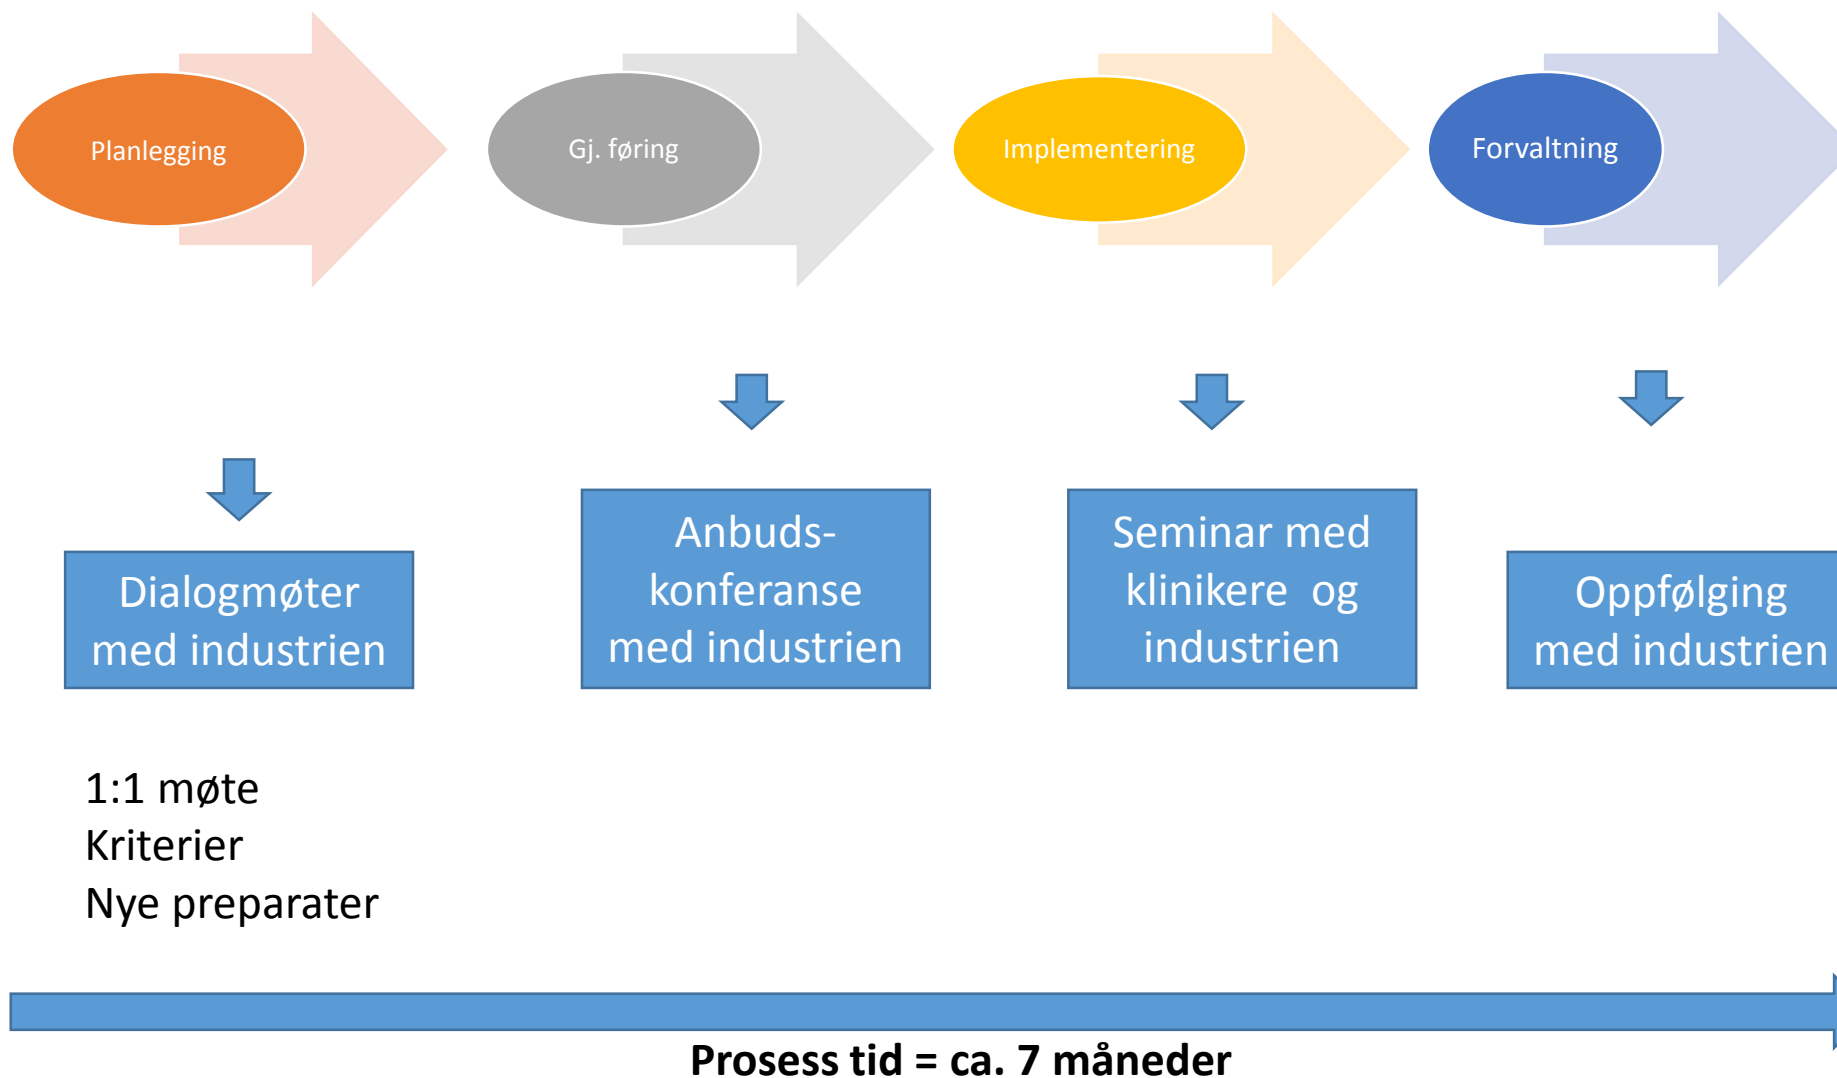 Planlegging
Gj. føring
Implementering
Forvaltning
Dialogmøter
med industrien
Anbuds-
konferanse
med industrien
Seminar med
klinikere og
industrien
Oppfølging
med industrien
1:1 møte
Kriterier
Nye preparater
Prosess tid = ca. 7 måneder